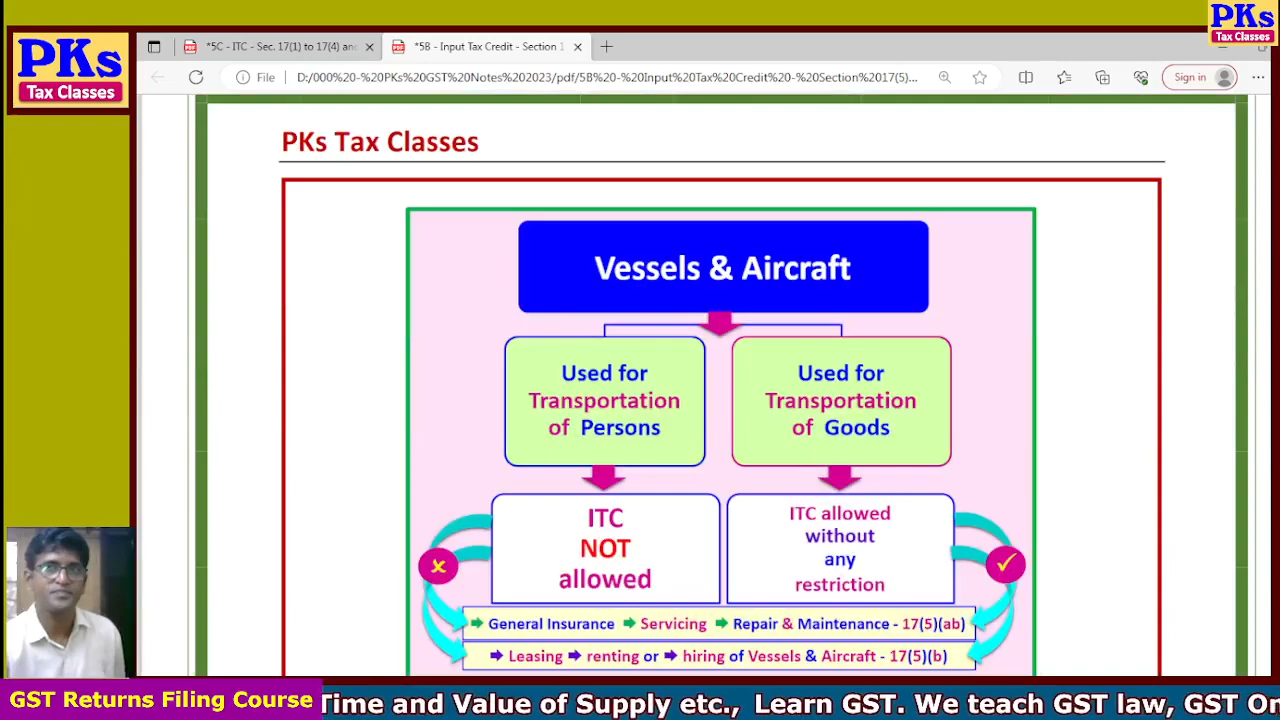 PKs
Tax Classes
PKs
Tax Classes
*5C - ITC - Sec. 17(1) to 17(4) and
*5B - Input Tax Credit - Section 1
File
D:/000%20-%20PKs%20GST%20Notes%202023/pdf/5B%20-%20Input%20Tax%20Credit%20-%20Section%2017(5)...
Sign in
PKs Tax Classes
Vessels & Aircraft
Used for
Transportation
of Persons
Used for
Transportation
of Goods
ITC
NOT
allowed
ITC allowed
without
any
restriction
General Insurance Servicing Repair & Maintenance - 17(5)(ab)
Leasing renting or hiring of Vessels & Aircraft - 17(5)(b)
GST Returns Filing Course
Time and Value of Supply etc., Learn GST. We teach GST law, GST On